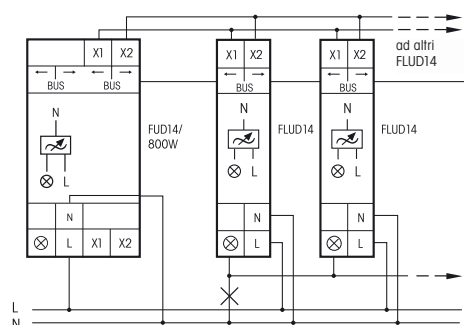 X1 X2 X1 X2 X1 X2
ad altri
FLUD14
BUS BUS BUS BUS
N N N
FUD14/
800W
FLUD14
FLUD14
L L L
N N N
L X1 X2 L L
L
N